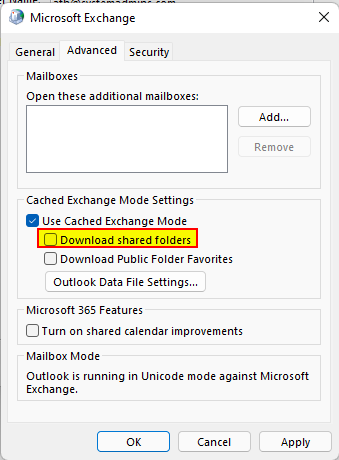 Microsoft Exchange
General
Advanced
Security
Mailboxes
Open these additional mailboxes:
Add...
Remove
Cached Exchange Mode Settings
Use Cached Exchange Mode
Download shared folders
Download Public Folder Favorites
Outlook Data File Settings...
Microsoft 365 Features
Turn on shared calendar improvements
Mailbox Mode
Outlook is running in Unicode mode against Microsoft
Exchange.
OK
Cancel
Apply